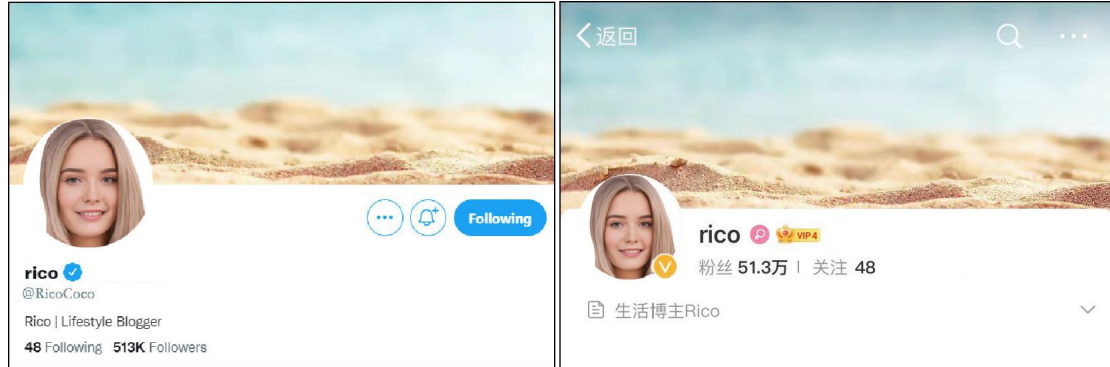 Following
rico
@RicoCoco
Rico | Lifestyle Blogger
48 Following 513K Followers
返回
rico VIP4
粉丝 51.3万 | 关注 48
生活博主Rico